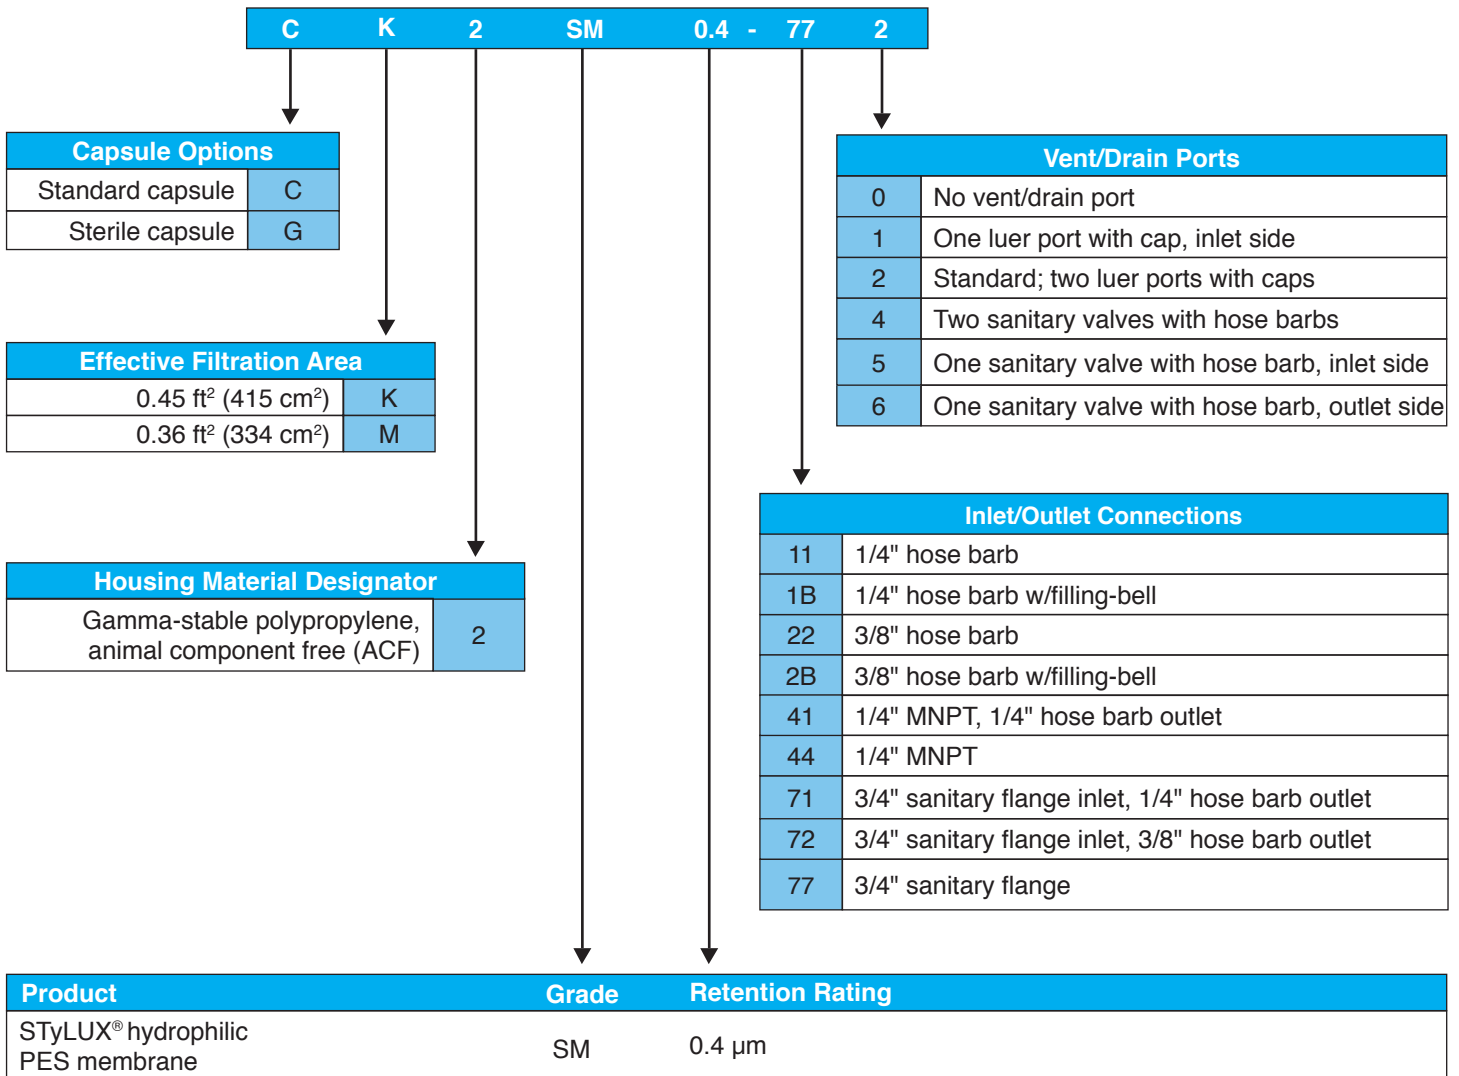 C K 2 SM 0.4 - 77 2
Capsule Options
Standard capsule C
Sterile capsule G
Effective Filtration Area
0.45 ft² (415 cm²) K
0.36 ft² (334 cm²) M
Housing Material Designator
Gamma-stable polypropylene,
animal component free (ACF) 2
Vent/Drain Ports
0 No vent/drain port
1 One luer port with cap, inlet side
2 Standard; two luer ports with caps
4 Two sanitary valves with hose barbs
5 One sanitary valve with hose barb, inlet side
6 One sanitary valve with hose barb, outlet side
Inlet/Outlet Connections
11 1/4" hose barb
1B 1/4" hose barb w/filling-bell
22 3/8" hose barb
2B 3/8" hose barb w/filling-bell
41 1/4" MNPT, 1/4" hose barb outlet
44 1/4" MNPT
71 3/4" sanitary flange inlet, 1/4" hose barb outlet
72 3/4" sanitary flange inlet, 3/8" hose barb outlet
77 3/4" sanitary flange
Product Grade Retention Rating
STyLUX® hydrophilic
PES membrane SM 0.4 µm